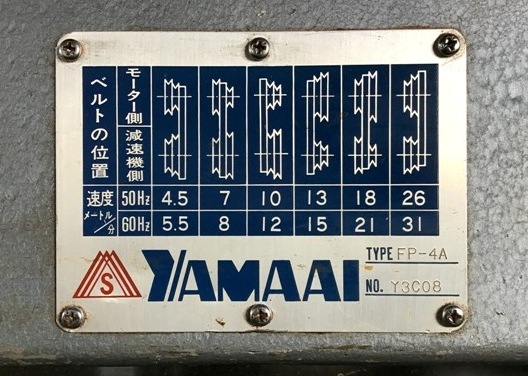 ベルトの位置
モーター側
減速機側
速度 50Hz 4.5 7 10 13 18 26
メートル/分 60Hz 5.5 8 12 15 21 31
TYPE FP-4A
S YAMAAI
NO. Y3C08